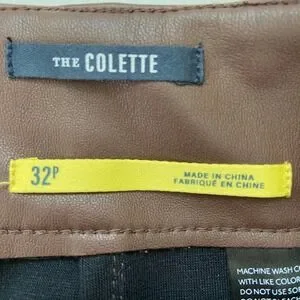 THE COLETTE
32P
MADE IN CHINA
FABRIQUÉ EN CHINE
MACHINE WASH
WITH LIKE COLOR
DO NOT USE